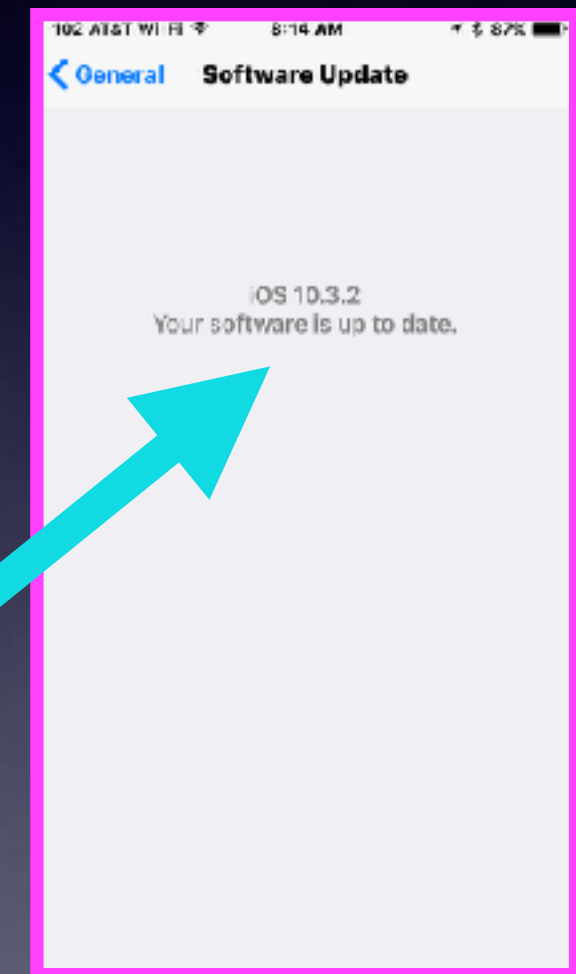 102 AT&T Wi-Fi 8:14 AM 87%
General Software Update
iOS 10.3.2
Your software is up to date.